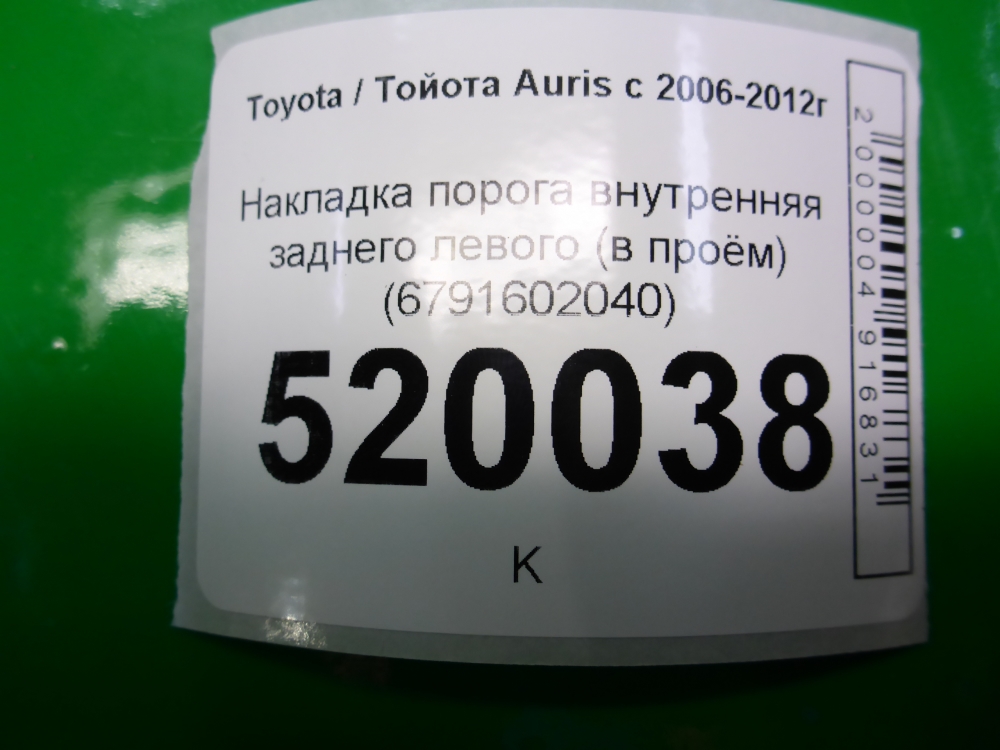 Toyota / Тойота Auris с 2006-2012г
Накладка порога внутренняя
заднего левого (в проём)
(6791602040)
520038
К
2000004916831